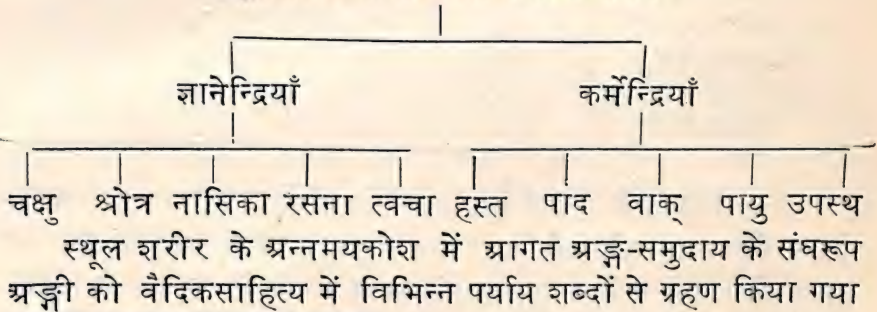 ज्ञानेन्द्रियाँ कर्मेन्द्रियाँ
चक्षु श्रोत्र नासिका रसना त्वचा हस्त पाद वाक् पायु उपस्थ
स्थूल शरीर के अन्नमयकोश में आगत अङ्ग-समुदाय के संघरूप
अङ्गी को वैदिकसाहित्य में विभिन्न पर्याय शब्दों से ग्रहण किया गया